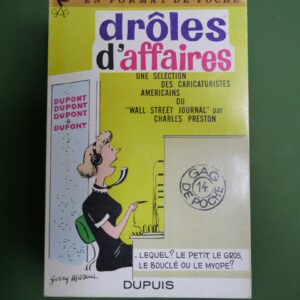 EN FORMAT DE POCHE
GAG
drôles
d'affaires
UNE SELECTION
DES CARICATURISTES
AMERICAINS
DU
"WALL STREET JOURNAL" par
CHARLES PRESTON
DUPONT
DUPONT
DUPONT
&
DUPONT
GAG
14
DE POCHE
.. LEQUEL? LE PETIT, LE GROS,
LE BOUCLÉ OU LE MYOPE?
DUPUIS